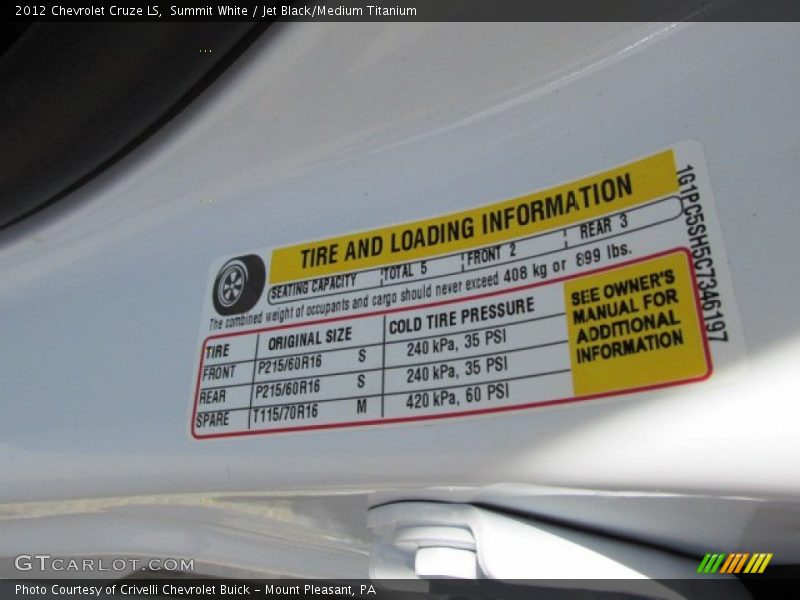 2012 Chevrolet Cruze LS, Summit White / Jet Black/Medium Titanium
TIRE AND LOADING INFORMATION
SEATING CAPACITY TOTAL 5 FRONT 2 REAR 3
The combined weight of occupants and cargo should never exceed 408 kg or 899 lbs.
TIRE ORIGINAL SIZE COLD TIRE PRESSURE
FRONT P215/60R16 S 240 kPa, 35 PSI
REAR P215/60R16 S 240 kPa, 35 PSI
SPARE T115/70R16 M 420 kPa, 60 PSI
SEE OWNER'S
MANUAL FOR
ADDITIONAL
INFORMATION
1G1PC5SH5C7346197
GTCARLOT.COM
Photo Courtesy of Crivelli Chevrolet Buick - Mount Pleasant, PA